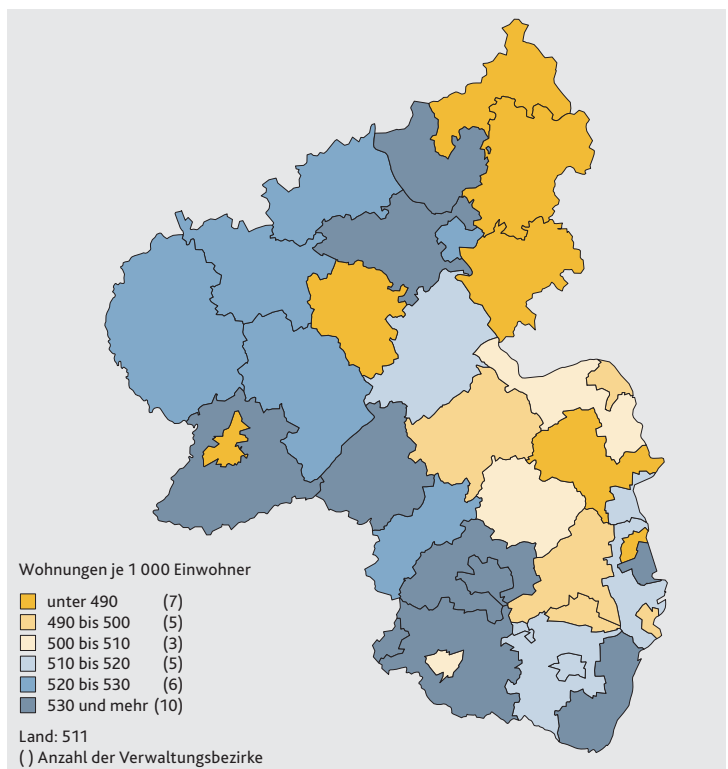 Wohnungen je 1 000 Einwohner
unter 490 (7)
490 bis 500 (5)
500 bis 510 (3)
510 bis 520 (5)
520 bis 530 (6)
530 und mehr (10)
Land: 511
( ) Anzahl der Verwaltungsbezirke